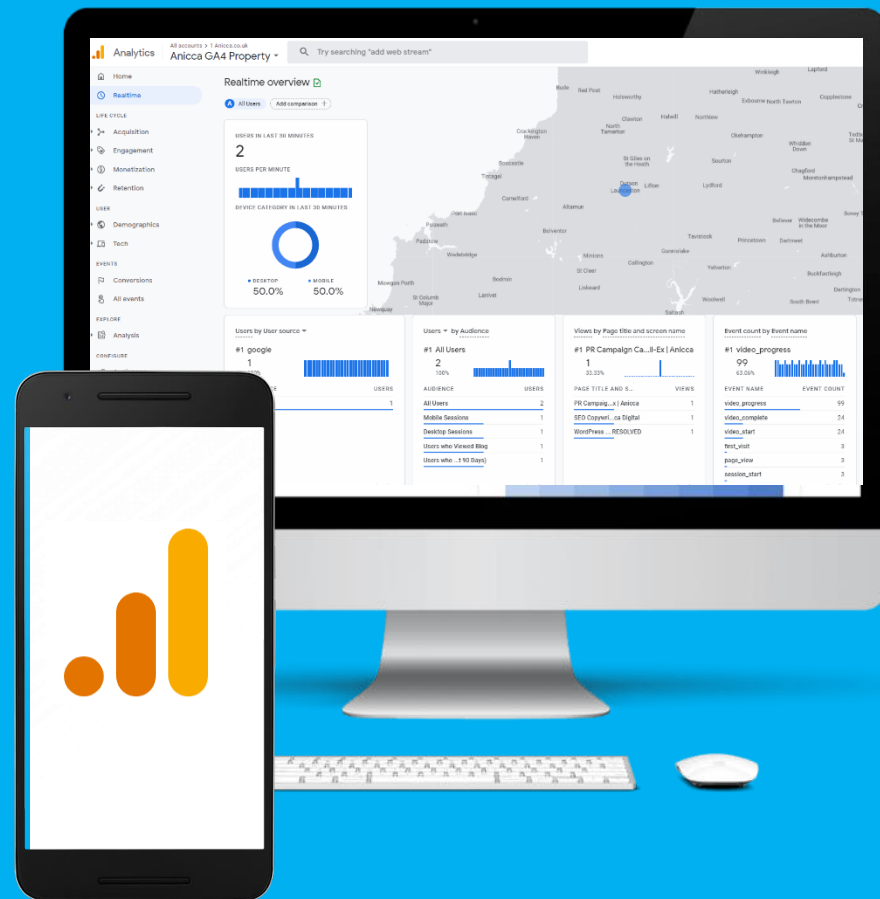 Analytics
All accounts > 1 Anicca.co.uk
Anicca GA4 Property
Try searching "add web stream"
Home
Realtime
LIFE CYCLE
Acquisition
Engagement
Monetization
Retention
USER
Demographics
Tech
EVENTS
Conversions
All events
EXPLORE
Analysis
CONFIGURE
Realtime overview
A All Users
Add comparison +
USERS IN LAST 30 MINUTES
2
USERS PER MINUTE
DEVICE CATEGORY IN LAST 30 MINUTES
DESKTOP MOBILE
50.0% 50.0%
Winkleigh
Lapford
Bude
Red Post
Holsworthy
Hatherleigh
Exbourne
North Tawton
Copplestone
Clawton
Halwill
Crackington Haven
North Tamerton
Okehampton
Whiddon Down
Boscastle
St Giles on the Heath
Bourton
Chagford
Moretonhampstead
Tintagel
Launceston
Lifton
Lydford
Camelford
Altarnun
Port Isaac
Polzeath
Bolventor
Padstow
Tavistock
Princetown
Dartmeet
Widecombe in the Moor
Wadebridge
Minions
Callington
Gunnislake
Yelverton
Ashburton
St Cleer
Buckfastleigh
Mawgan Porth
Bodmin
Liskeard
Dartington
St Columb Major
Lanivet
Woolwell
South Brent
Newquay
Saltash
Users by User source
#1 google
1
USERS
1
Users by Audience
#1 All Users
2
100%
AUDIENCE USERS
All Users 2
Mobile Sessions 1
Desktop Sessions 1
Users who Viewed Blog 1
Users who ...t 90 Days) 1
Views by Page title and screen name
#1 PR Campaign Ca...ll-Ex | Anicca
1
33.33%
PAGE TITLE AND S... VIEWS
PR Campaig...x | Anicca 1
SEO Copywri...ca Digital 1
WordPress ... RESOLVED 1
Event count by Event name
#1 video_progress
99
63.06%
EVENT NAME EVENT COUNT
video_progress 99
video_complete 24
video_start 24
first_visit 3
page_view 3
session_start 3